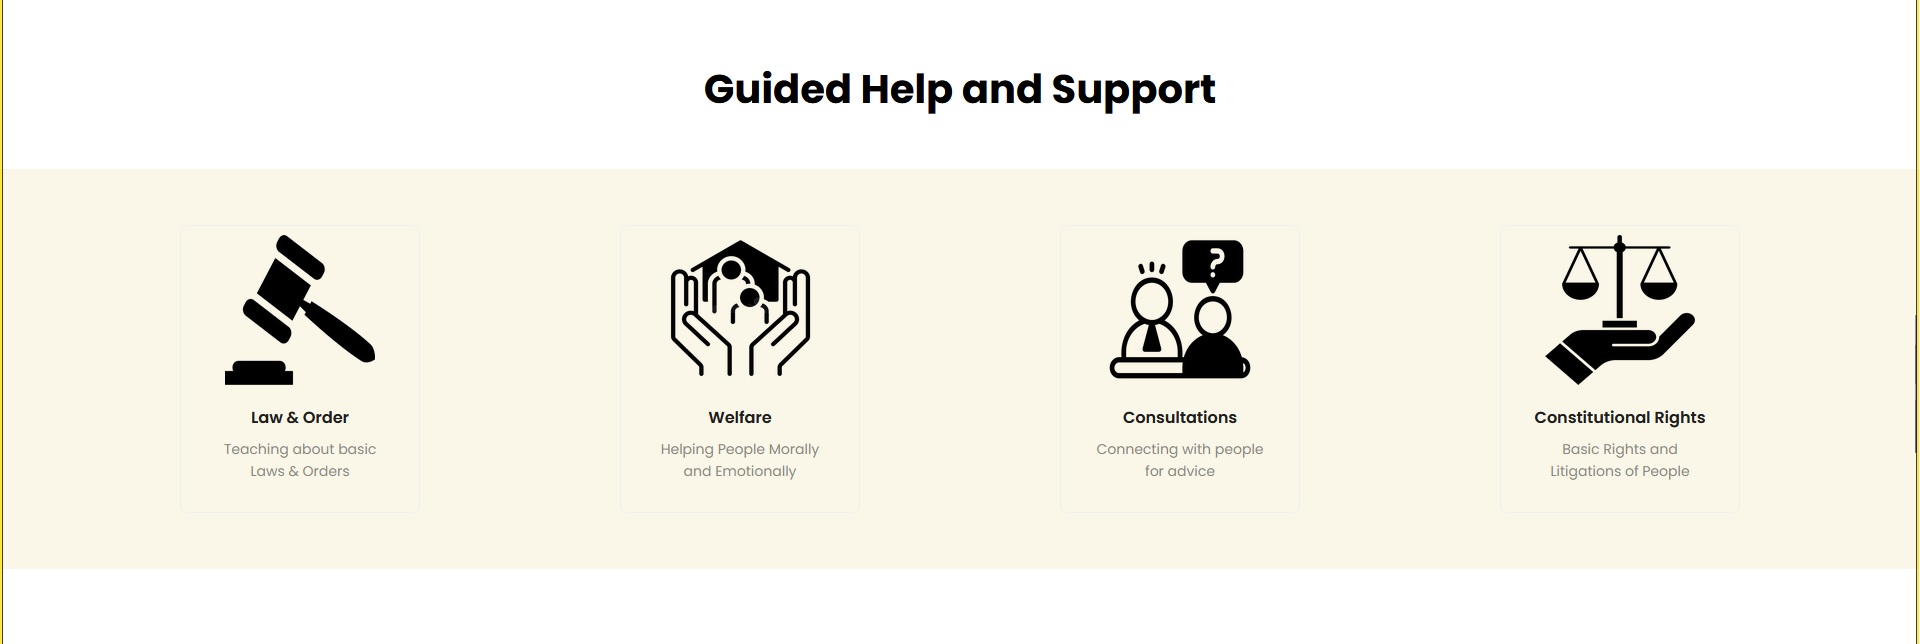 Guided Help and Support
?
Law & Order
Teaching about basic
Laws & Orders
Welfare
Helping People Morally
and Emotionally
Consultations
Connecting with people
for advice
Constitutional Rights
Basic Rights and
Litigations of People